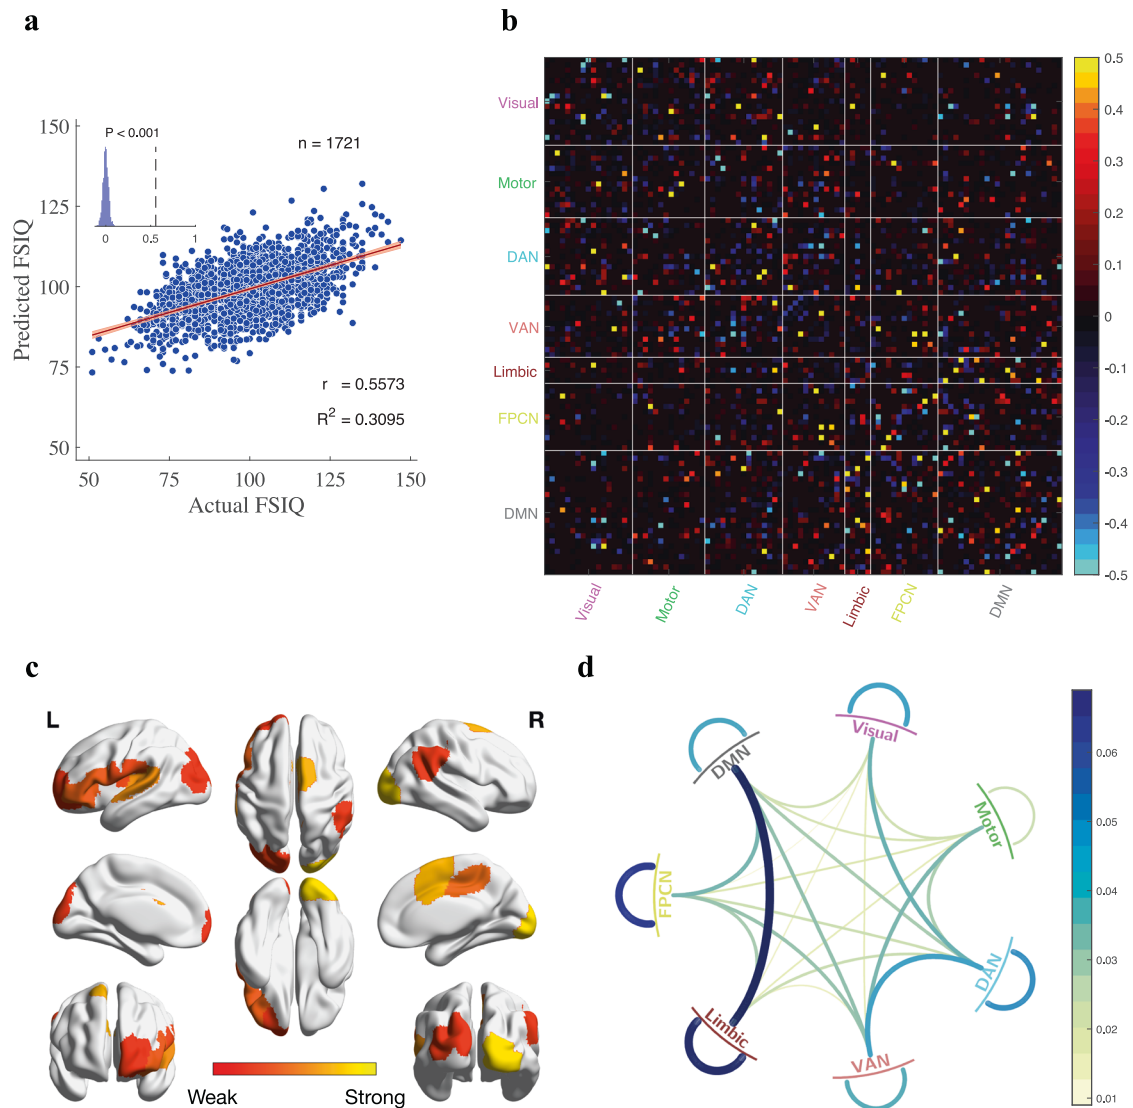 a
150
125
100
75
50
Predicted FSIQ
P < 0.001
0
0.5
1
n = 1721
r = 0.5573
R² = 0.3095
50
75
100
125
150
Actual FSIQ
b
Visual
Motor
DAN
VAN
Limbic
FPCN
DMN
Visual
Motor
DAN
VAN
Limbic
FPCN
DMN
0.5
0.4
0.3
0.2
0.1
0
-0.1
-0.2
-0.3
-0.4
-0.5
c
L
R
Weak
Strong
d
Visual
DMN
Motor
FPCN
DAN
Limbic
VAN
0.06
0.05
0.04
0.03
0.02
0.01